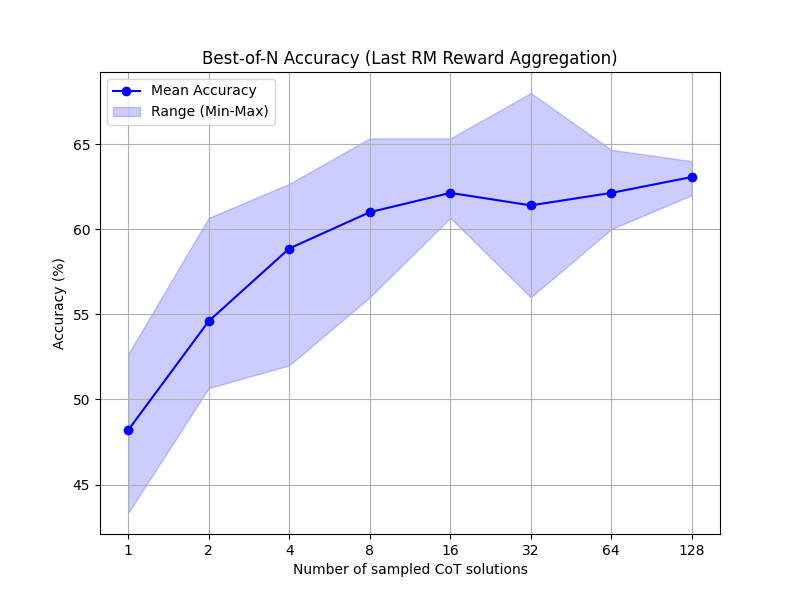 Best-of-N Accuracy (Last RM Reward Aggregation)
Mean Accuracy
Range (Min-Max)
Accuracy (%)
65
60
55
50
45
1 2 4 8 16 32 64 128
Number of sampled CoT solutions